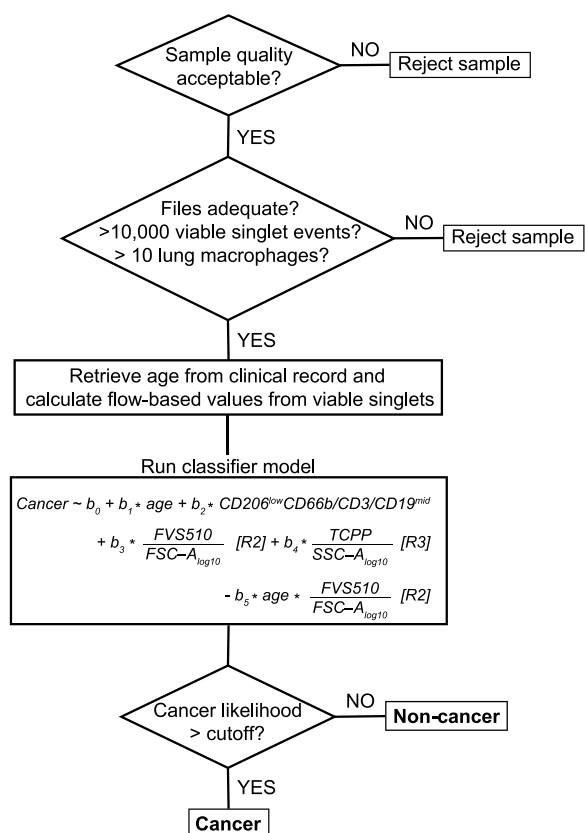 Sample quality
acceptable?
NO
Reject sample
YES
Files adequate?
>10,000 viable singlet events?
> 10 lung macrophages?
NO
Reject sample
YES
Retrieve age from clinical record and
calculate flow-based values from viable singlets
Run classifier model
Cancer ~ b₀ + b₁* age + b₂* CD206ˡᵒʷCD66b/CD3/CD19ᵐⁱᵈ
+ b₃ * FVS510 / FSC–A_log10 [R2] + b₄ * TCPP / SSC–A_log10 [R3]
- b₅ * age * FVS510 / FSC–A_log10 [R2]
Cancer likelihood
> cutoff?
NO
Non-cancer
YES
Cancer